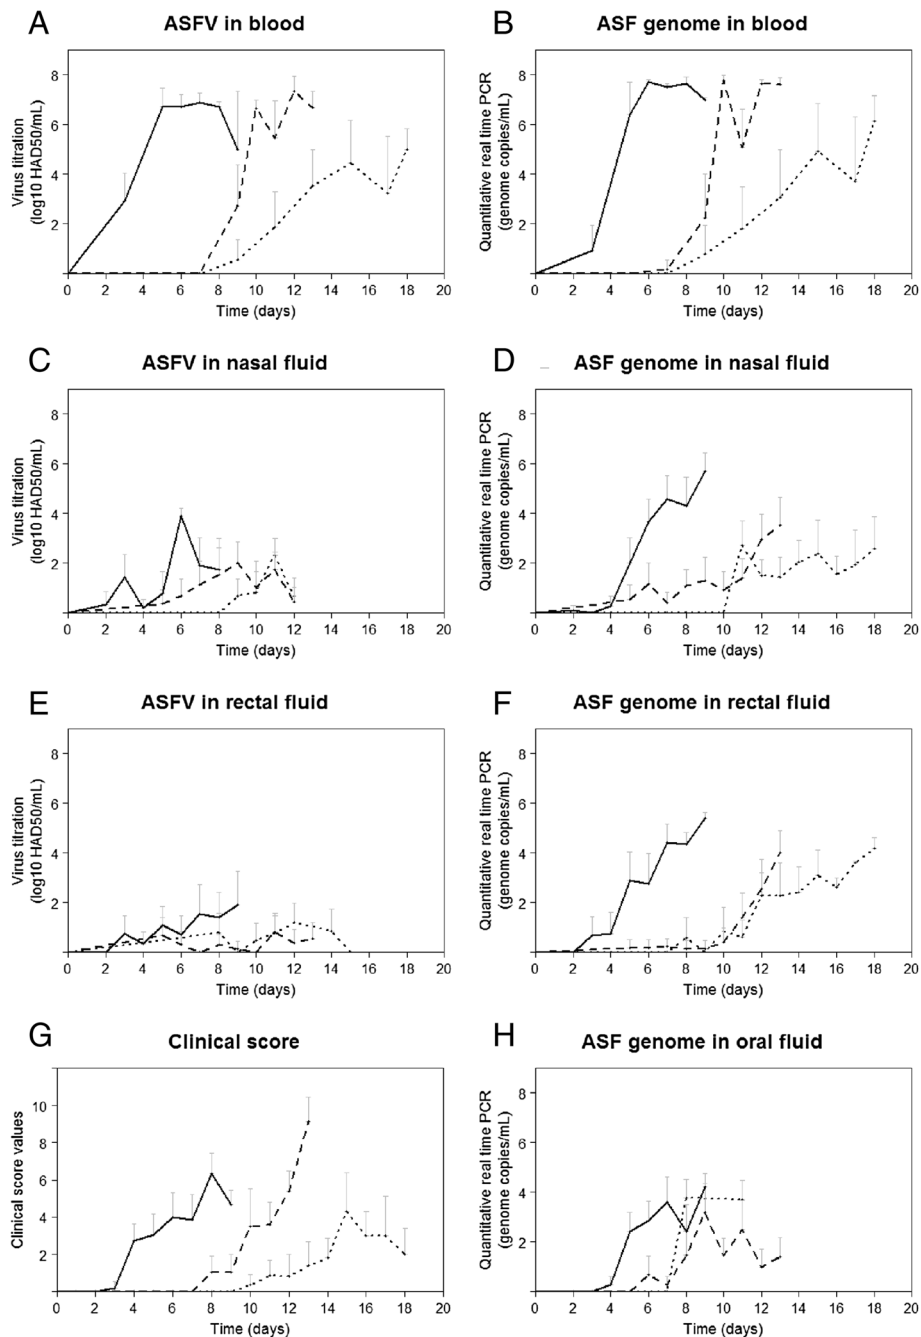 A
ASFV in blood
Virus titration
(log10 HAD50/mL)
8
6
4
2
0 2 4 6 8 10 12 14 16 18 20
Time (days)
B
ASF genome in blood
Quantitative real time PCR
(genome copies/mL)
8
6
4
2
0 2 4 6 8 10 12 14 16 18 20
Time (days)
C
ASFV in nasal fluid
Virus titration
(log10 HAD50/mL)
8
6
4
2
0 2 4 6 8 10 12 14 16 18 20
Time (days)
D
ASF genome in nasal fluid
Quantitative real time PCR
(genome copies/mL)
8
6
4
2
0 2 4 6 8 10 12 14 16 18 20
Time (days)
E
ASFV in rectal fluid
Virus titration
(log10 HAD50/mL)
8
6
4
2
0 2 4 6 8 10 12 14 16 18 20
Time (days)
F
ASF genome in rectal fluid
Quantitative real time PCR
(genome copies/mL)
8
6
4
2
0 2 4 6 8 10 12 14 16 18 20
Time (days)
G
Clinical score
Clinical score values
10
8
6
4
2
0 2 4 6 8 10 12 14 16 18 20
Time (days)
H
ASF genome in oral fluid
Quantitative real time PCR
(genome copies/mL)
8
6
4
2
0 2 4 6 8 10 12 14 16 18 20
Time (days)